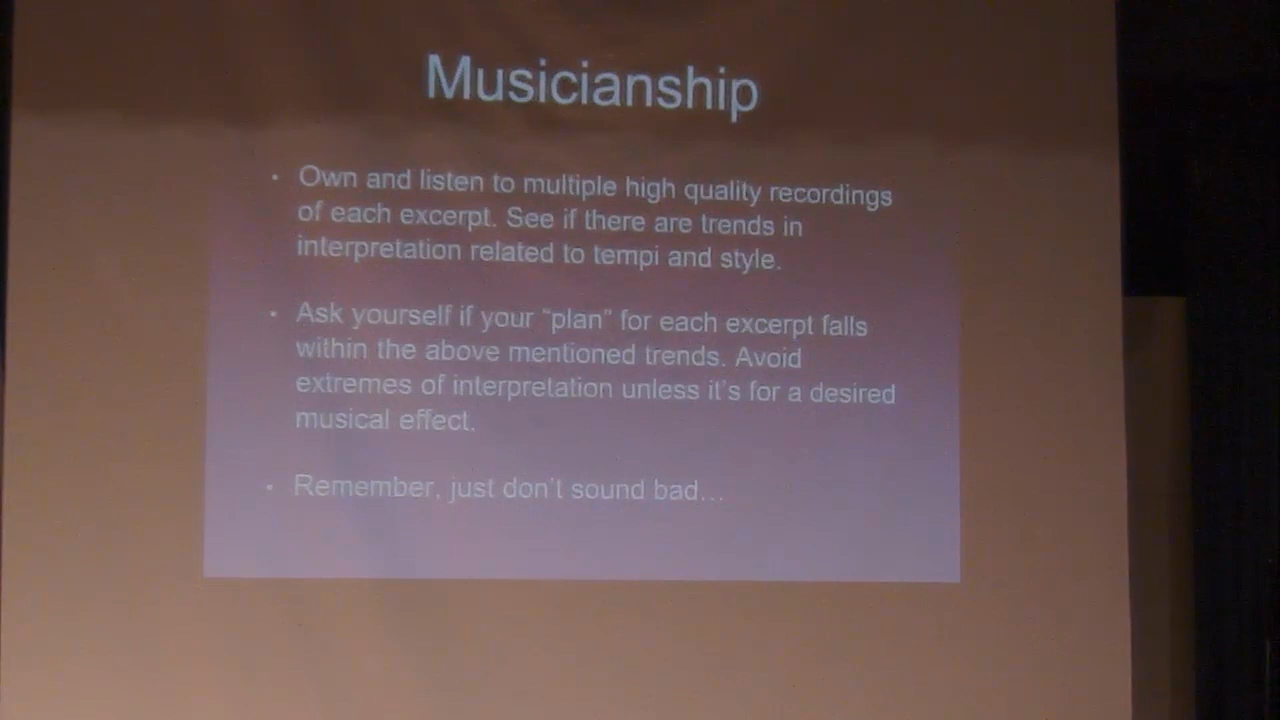 Musicianship
• Own and listen to multiple high quality recordings
of each excerpt. See if there are trends in
interpretation related to tempi and style.
• Ask yourself if your “plan” for each excerpt falls
within the above mentioned trends. Avoid
extremes of interpretation unless it’s for a desired
musical effect.
• Remember, just don’t sound bad…